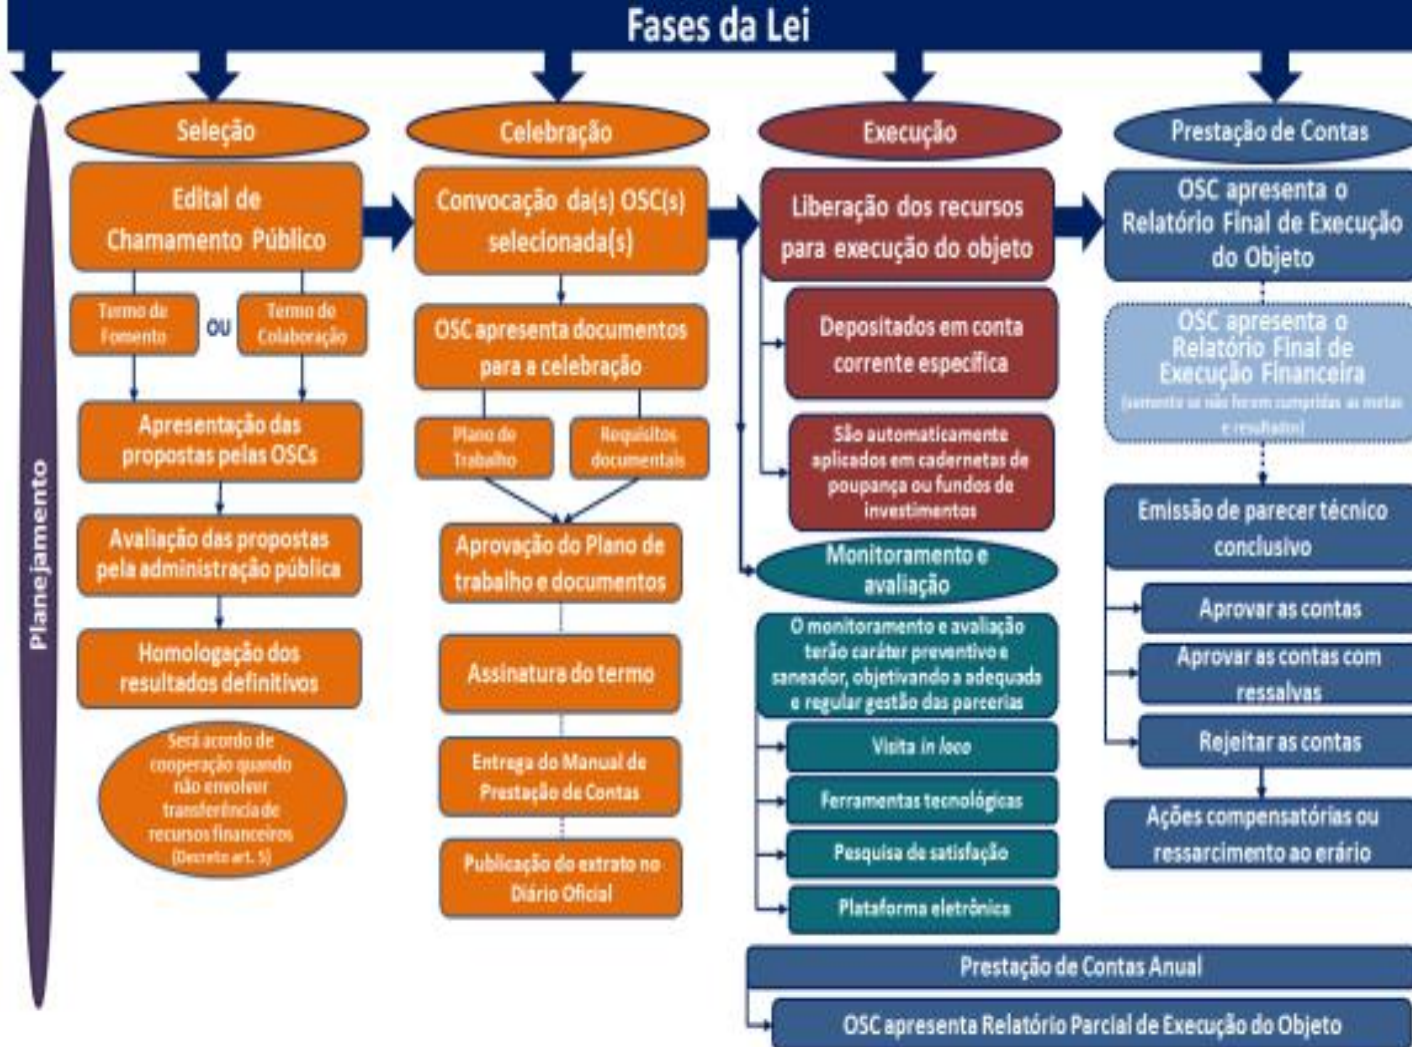 Fases da Lei
Planejamento
Seleção
Edital de
Chamamento Público
Termo de
Fomento
OU
Termo de
Colaboração
Apresentação das
propostas pelas OSCs
Avaliação das propostas
pela administração pública
Homologação dos
resultados definitivos
Será acordo de
cooperação quando
não envolver
transferência de
recursos financeiros
(Decreto art. 5)
Celebração
Convocação da(s) OSC(s)
selecionada(s)
OSC apresenta documentos
para a celebração
Plano de
Trabalho
Requisitos
documentais
Aprovação do Plano de
trabalho e documentos
Assinatura do termo
Entrega do Manual de
Prestação de Contas
Publicação do extrato no
Diário Oficial
Execução
Liberação dos recursos
para execução do objeto
Depositados em conta
corrente específica
São automaticamente
aplicados em cadernetas de
poupança ou fundos de
investimentos
Monitoramento e
avaliação
O monitoramento e avaliação
terão caráter preventivo e
saneador, objetivando a adequada
e regular gestão das parcerias
Visita in loco
Ferramentas tecnológicas
Pesquisa de satisfação
Plataforma eletrônica
Prestação de Contas
OSC apresenta o
Relatório Final de Execução
do Objeto
OSC apresenta o
Relatório Final de
Execução Financeira
(somente se não forem cumpridas as metas
e resultados)
Emissão de parecer técnico
conclusivo
Aprovar as contas
Aprovar as contas com
ressalvas
Rejeitar as contas
Ações compensatórias ou
ressarcimento ao erário
Prestação de Contas Anual
OSC apresenta Relatório Parcial de Execução do Objeto